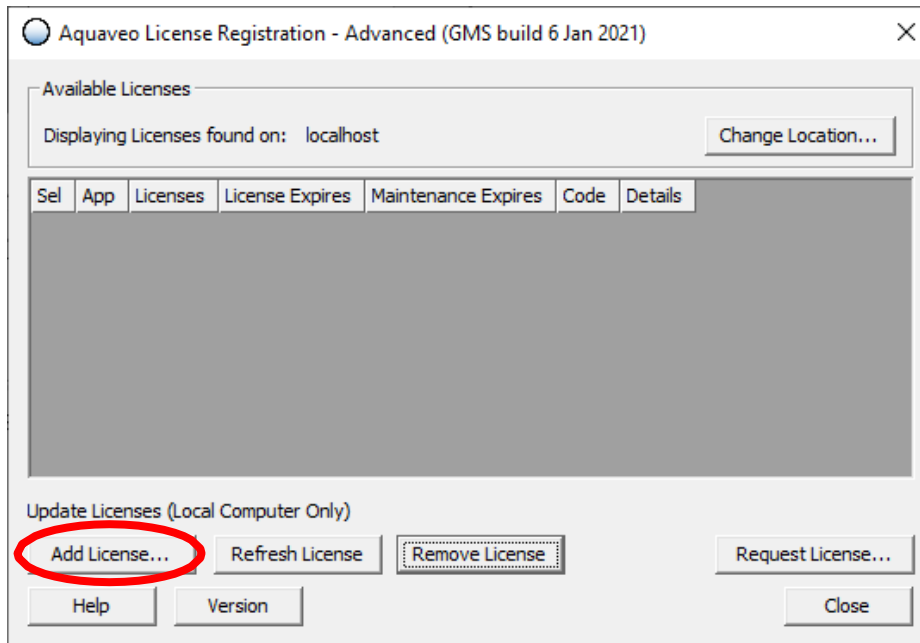 Aquaveo License Registration - Advanced (GMS build 6 Jan 2021)
Available Licenses
Displaying Licenses found on: localhost
Change Location...
Sel App Licenses License Expires Maintenance Expires Code Details
Update Licenses (Local Computer Only)
Add License... Refresh License Remove License Request License...
Help Version Close